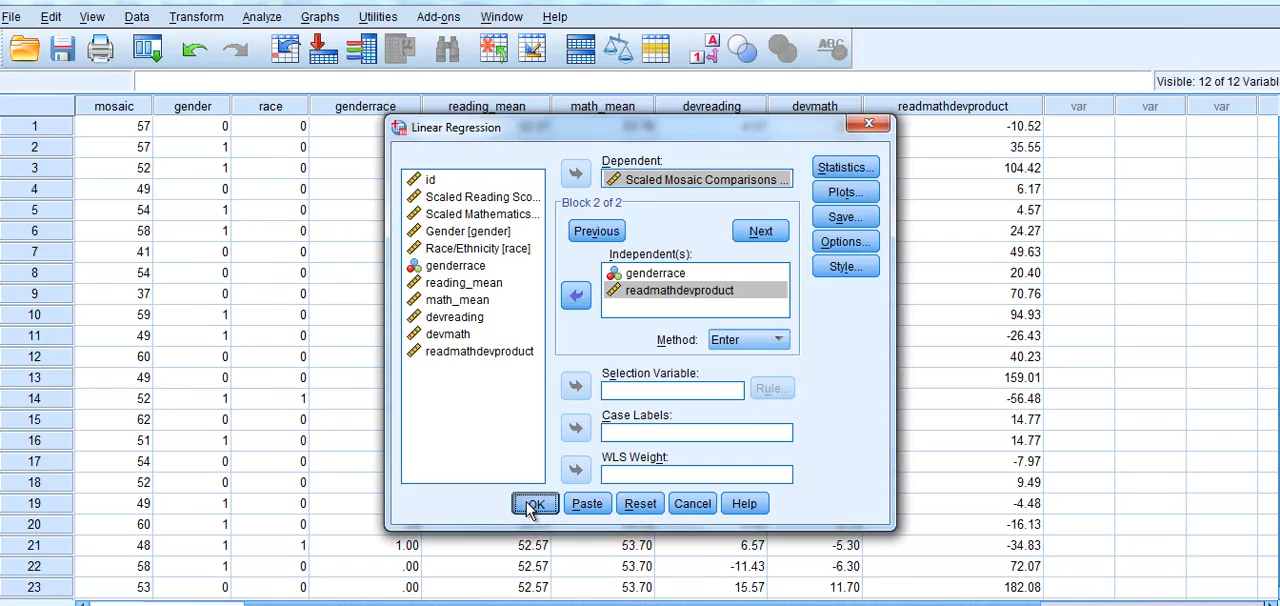 File Edit View Data Transform Analyze Graphs Utilities Add-ons Window Help
A
1
ABC
Visible: 12 of 12 Variabl
mosaic gender race genderrace reading_mean math_mean devreading devmath readmathdevproduct var var var
1 57 0 0 -10.52
2 57 1 0 35.55
3 52 1 0 104.42
4 49 0 0 6.17
5 54 1 0 4.57
6 58 1 0 24.27
7 41 0 0 49.63
8 54 1 0 20.40
9 37 0 0 70.76
10 59 1 0 94.93
11 49 1 0 -26.43
12 60 0 0 40.23
13 49 0 0 159.01
14 52 1 1 -56.48
15 62 0 0 14.77
16 51 1 0 14.77
17 54 0 0 -7.97
18 52 0 0 9.49
19 49 1 0 -4.48
20 60 1 0 -16.13
21 48 1 1 1.00 52.57 53.70 6.57 -5.30 -34.83
22 58 1 0 .00 52.57 53.70 -11.43 -6.30 72.07
23 53 0 0 .00 52.57 53.70 15.57 11.70 182.08
Linear Regression
id
Scaled Reading Sco...
Scaled Mathematics...
Gender [gender]
Race/Ethnicity [race]
genderrace
reading_mean
math_mean
devreading
devmath
readmathdevproduct
Dependent:
Scaled Mosaic Comparisons ...
Block 2 of 2
Previous Next
Independent(s):
genderrace
readmathdevproduct
Method: Enter
Selection Variable:
Rule...
Case Labels:
WLS Weight:
Statistics...
Plots...
Save...
Options...
Style...
OK Paste Reset Cancel Help